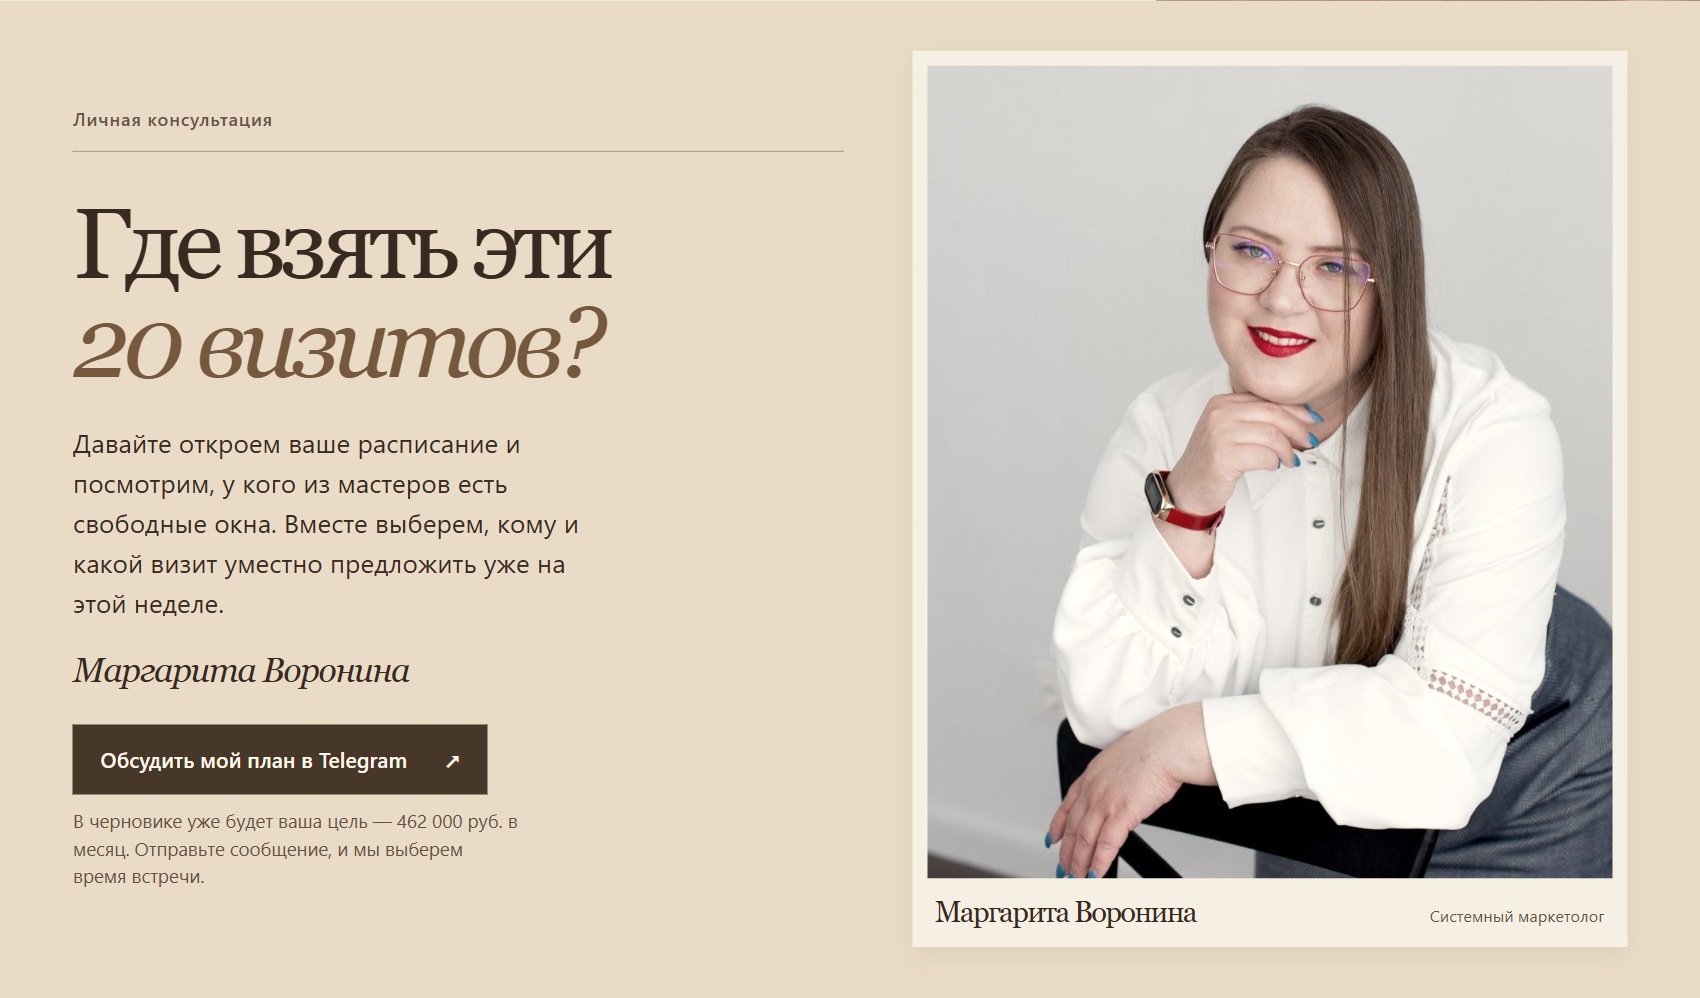 Личная консультация
Где взять эти
20 визитов?
Давайте откроем ваше расписание и
посмотрим, у кого из мастеров есть
свободные окна. Вместе выберем, кому и
какой визит уместно предложить уже на
этой неделе.
Маргарита Воронина
Обсудить мой план в Telegram ↗
В черновике уже будет ваша цель — 462 000 руб. в
месяц. Отправьте сообщение, и мы выберем
время встречи.
Маргарита Воронина
Системный маркетолог